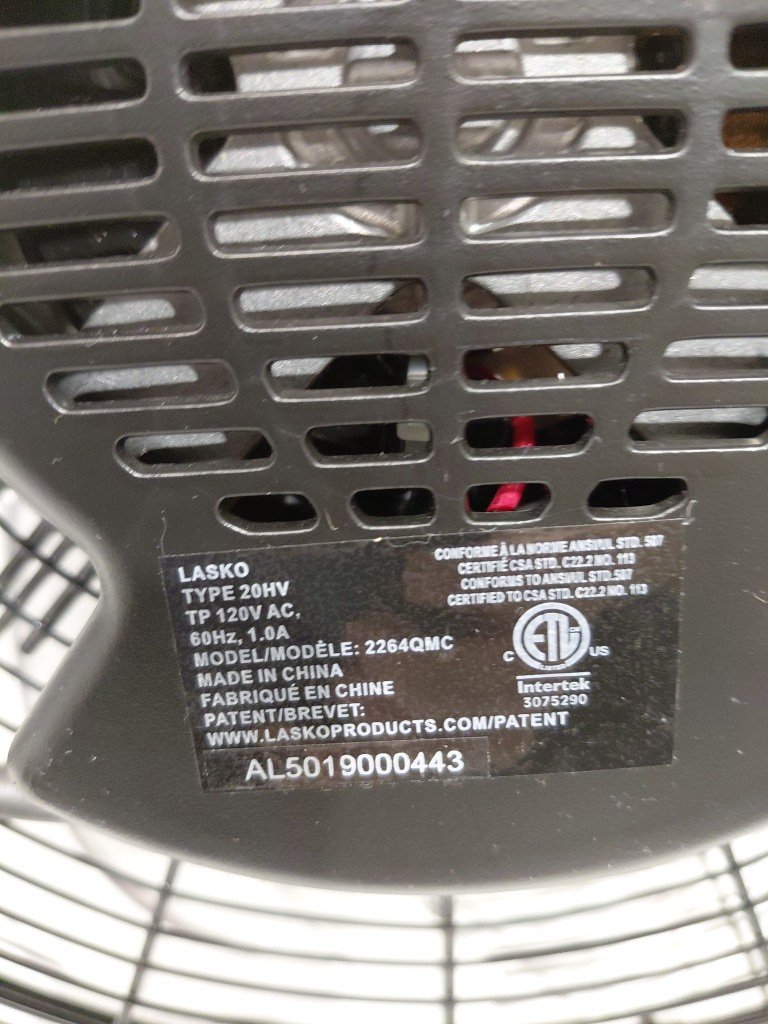 LASKO
TYPE 20HV
TP 120V AC,
60Hz, 1.0A
MODEL/MODÈLE: 2264QMC
MADE IN CHINA
FABRIQUÉ EN CHINE
PATENT/BREVET:
WWW.LASKOPRODUCTS.COM/PATENT
AL5019000443
CONFORME À LA NORME ANSI/UL STD. 507
CERTIFIÉ CSA STD. C22.2 NO. 113
CONFORMS TO ANSI/UL STD.507
CERTIFIED TO CSA STD. C22.2 NO. 113
C ETL US
Intertek
3075290